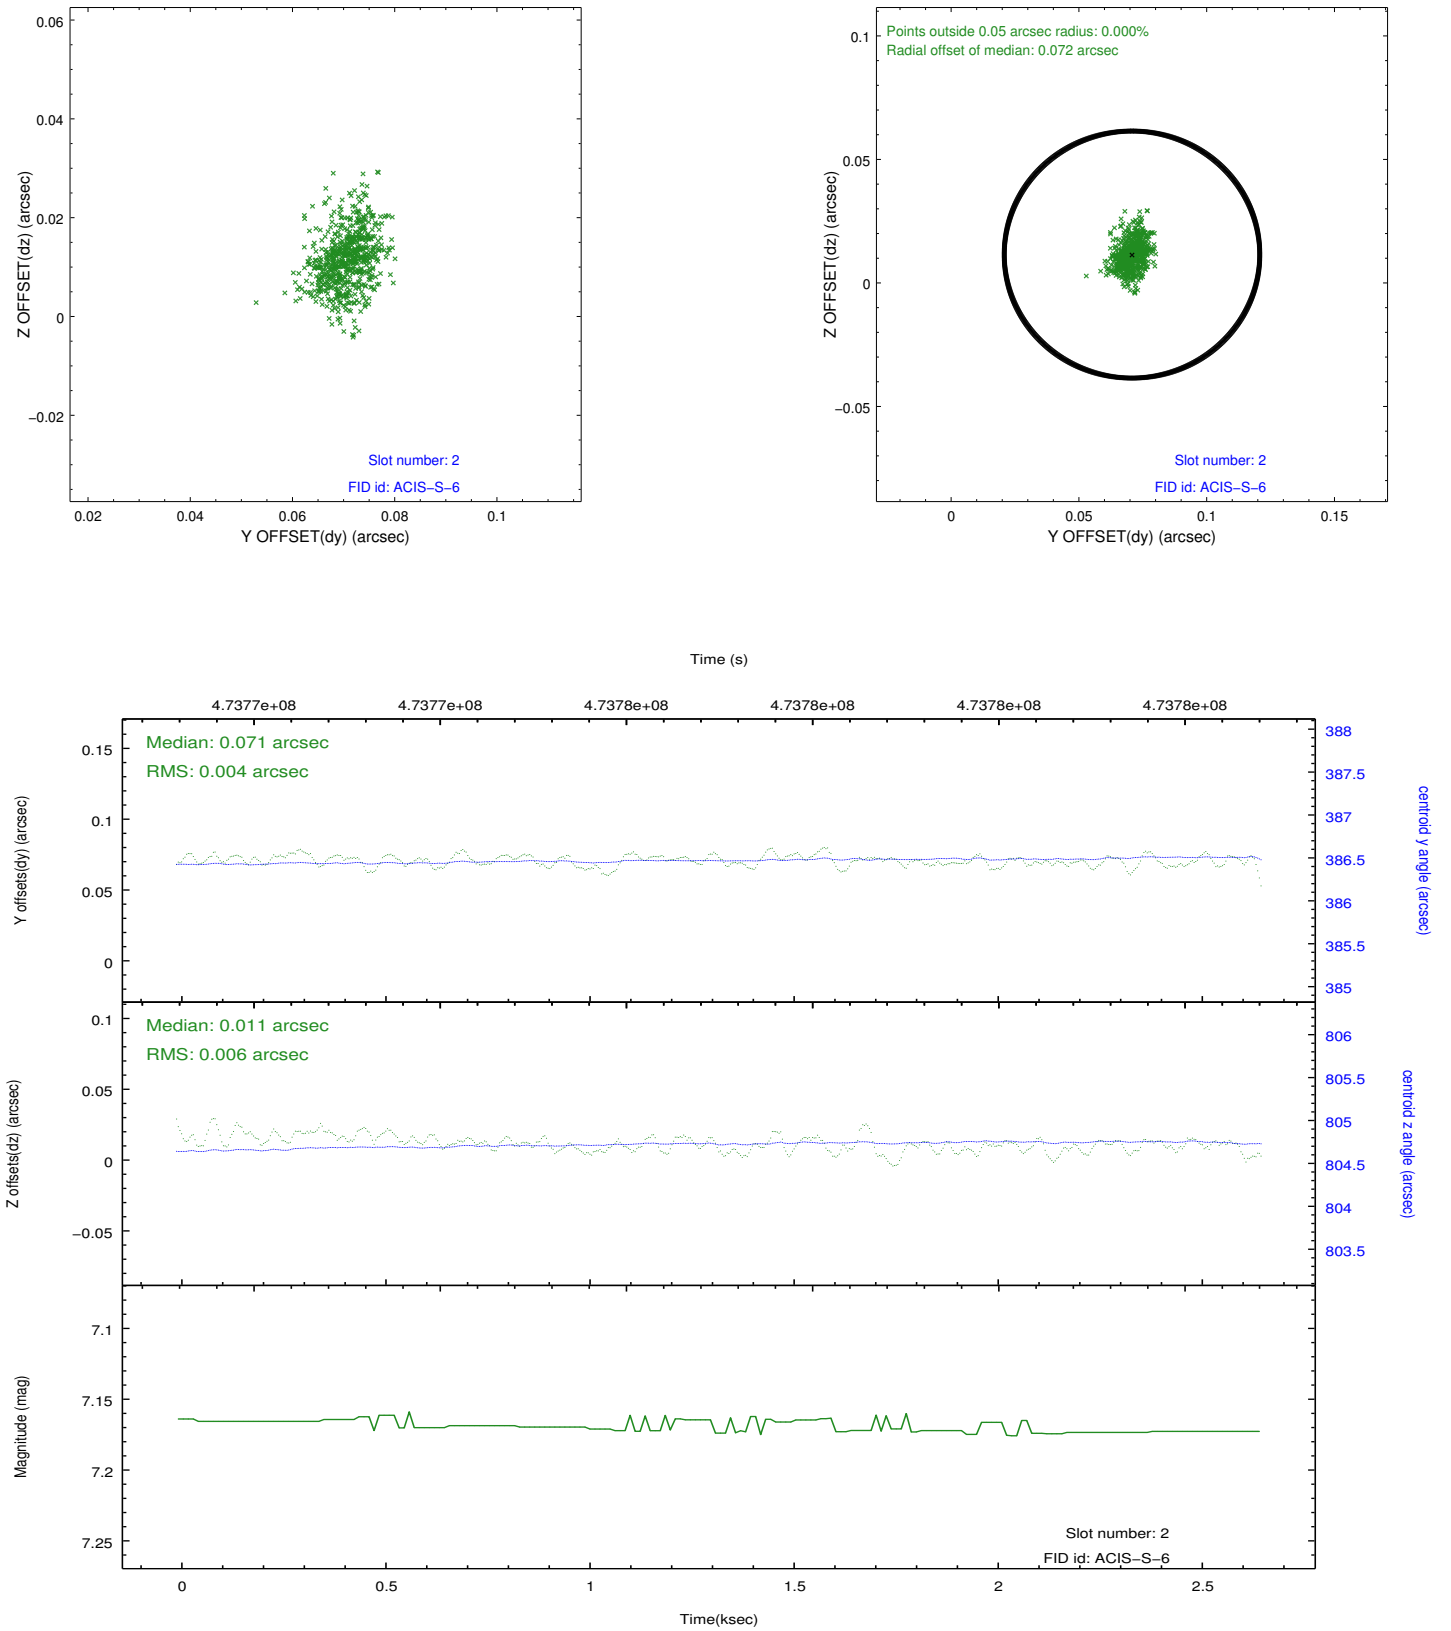 0.06
0.04
0.02
0
−0.02
Z OFFSET(dz) (arcsec)
Slot number: 2
FID id: ACIS−S−6
0.02 0.04 0.06 0.08 0.1
Y OFFSET(dy) (arcsec)
Points outside 0.05 arcsec radius: 0.000%
Radial offset of median: 0.072 arcsec
0.1
0.05
0
−0.05
Z OFFSET(dz) (arcsec)
Slot number: 2
FID id: ACIS−S−6
0 0.05 0.1 0.15
Y OFFSET(dy) (arcsec)
Time (s)
4.7377e+08 4.7377e+08 4.7378e+08 4.7378e+08 4.7378e+08 4.7378e+08
Median: 0.071 arcsec
RMS: 0.004 arcsec
0.15
0.1
0.05
0
Y offsets(dy) (arcsec)
388
387.5
387
386.5
386
385.5
385
centroid y angle (arcsec)
Median: 0.011 arcsec
RMS: 0.006 arcsec
0.1
0.05
0
−0.05
Z offsets(dz) (arcsec)
806
805.5
805
804.5
804
803.5
centroid z angle (arcsec)
7.1
7.15
7.2
7.25
Magnitude (mag)
Slot number: 2
FID id: ACIS−S−6
0 0.5 1 1.5 2 2.5
Time(ksec)